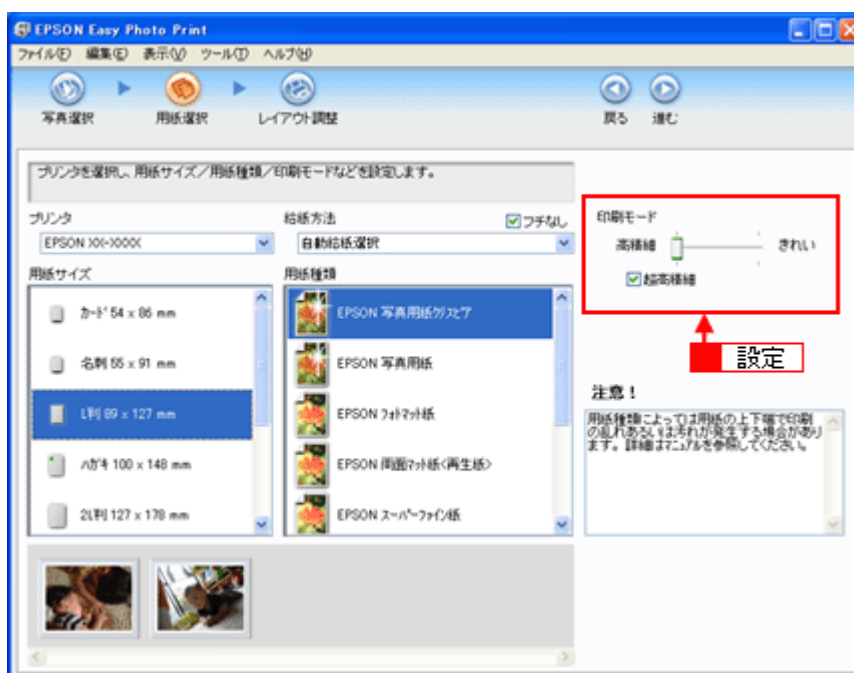 EPSON Easy Photo Print
ファイル(F) 編集(E) 表示(V) ツール(T) ヘルプ(H)
写真選択 用紙選択 レイアウト調整 戻る 進む
プリンタを選択し、用紙サイズ/用紙種類/印刷モードなどを設定します。
プリンタ
EPSON XX-XXXX
給紙方法
フチなし
自動給紙選択
用紙サイズ
カード 54 x 86 mm
名刺 55 x 91 mm
L判 89 x 127 mm
ハガキ 100 x 148 mm
2L判 127 x 178 mm
用紙種類
EPSON 写真用紙クリスピア
EPSON 写真用紙
EPSON フォトマット紙
EPSON 両面マット紙<再生紙>
EPSON スーパーファイン紙
印刷モード
高精細 きれい
超高精細
設定
注意!
用紙種類によっては用紙の上下端で印刷
の乱れあるいは汚れが発生する場合があり
ます。詳細はマニュアルを参照してください。